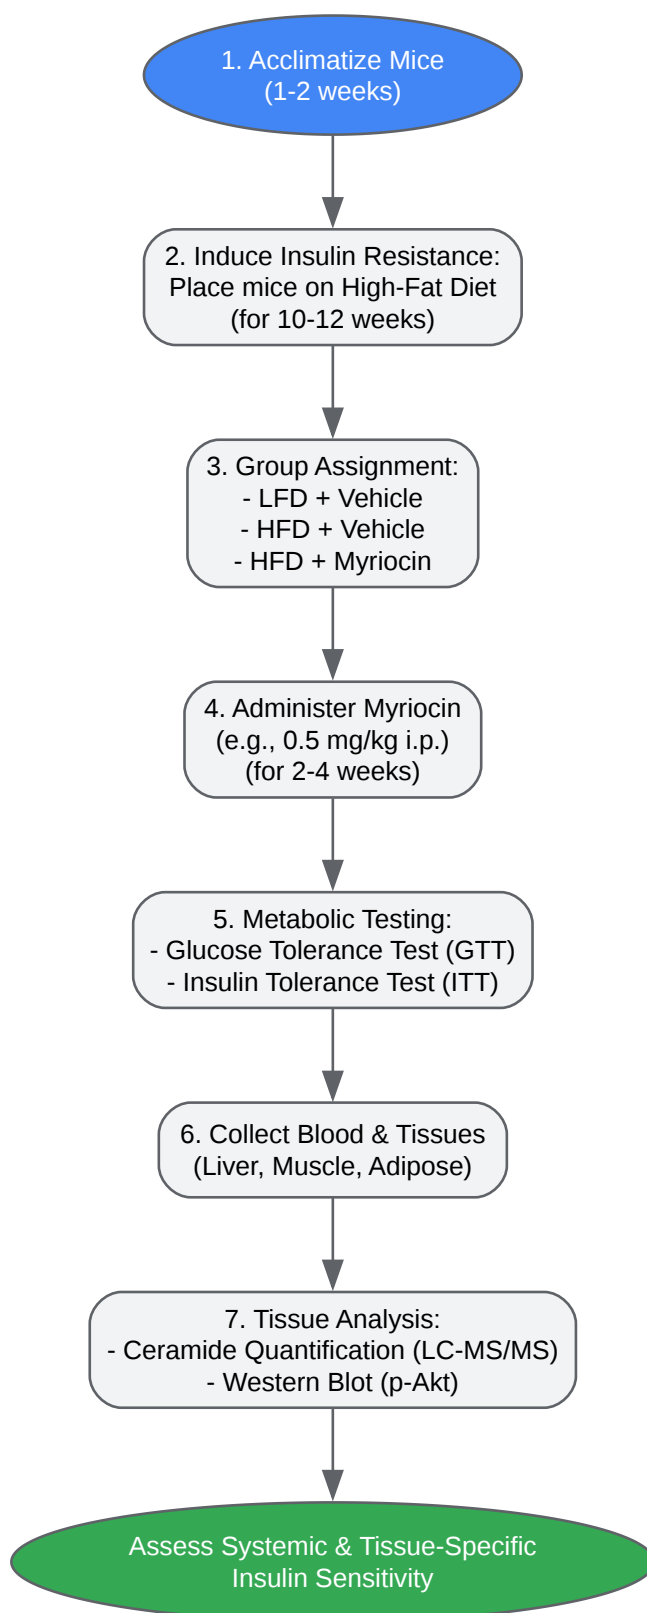 1. Acclimatize Mice
(1-2 weeks)
2. Induce Insulin Resistance:
Place mice on High-Fat Diet
(for 10-12 weeks)
3. Group Assignment:
- LFD + Vehicle
- HFD + Vehicle
- HFD + Myriocin
4. Administer Myriocin
(e.g., 0.5 mg/kg i.p.)
(for 2-4 weeks)
5. Metabolic Testing:
- Glucose Tolerance Test (GTT)
- Insulin Tolerance Test (ITT)
6. Collect Blood & Tissues
(Liver, Muscle, Adipose)
7. Tissue Analysis:
- Ceramide Quantification (LC-MS/MS)
- Western Blot (p-Akt)
Assess Systemic & Tissue-Specific
Insulin Sensitivity